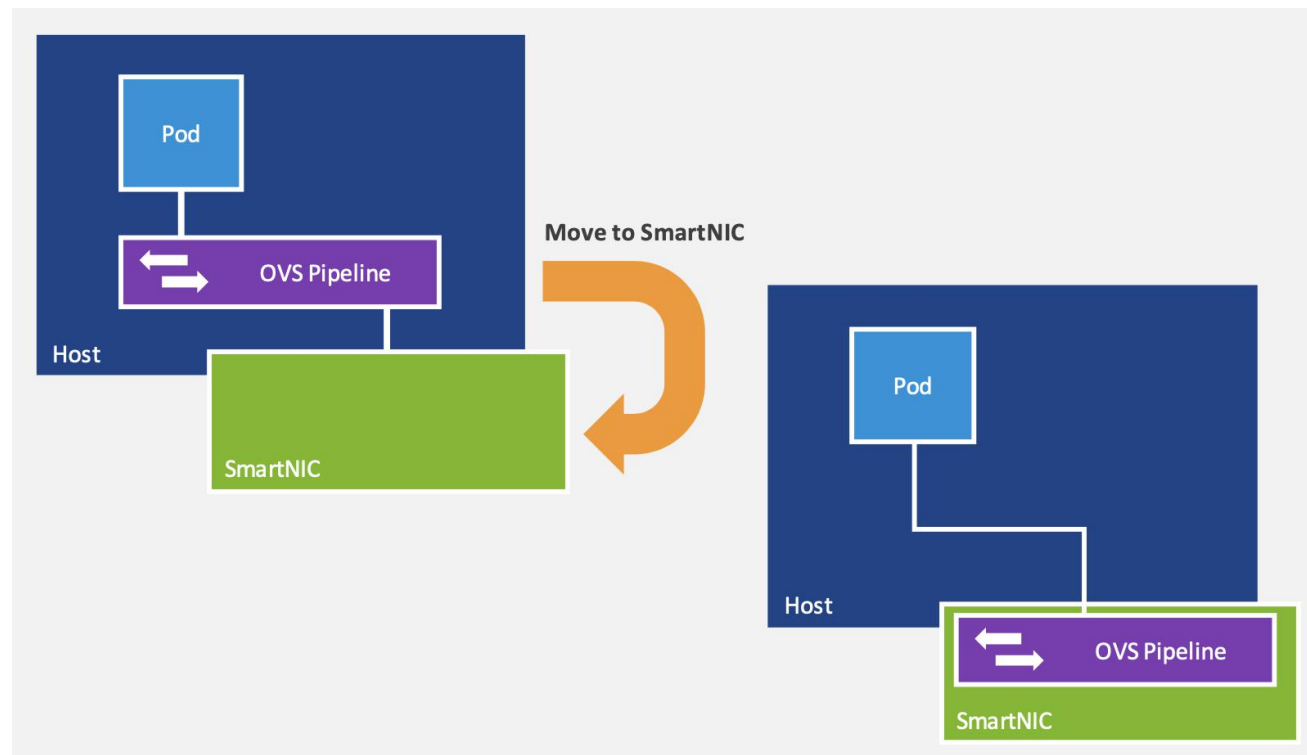 Pod
OVS Pipeline
Host
SmartNIC
Move to SmartNIC
Pod
Host
OVS Pipeline
SmartNIC